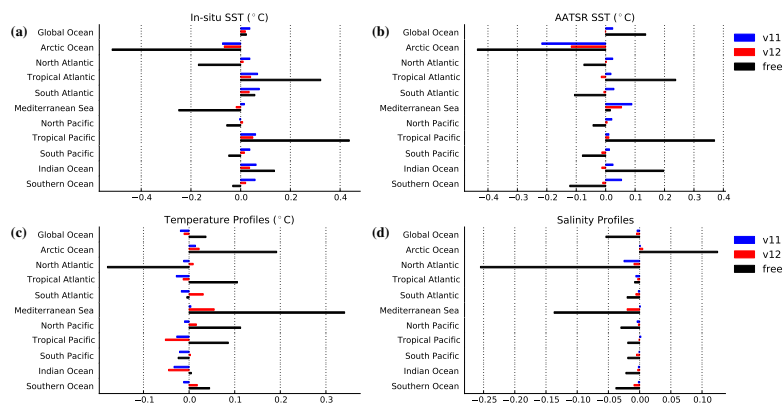 (a)
In-situ SST (°C)
Global Ocean
Arctic Ocean
North Atlantic
Tropical Atlantic
South Atlantic
Mediterranean Sea
North Pacific
Tropical Pacific
South Pacific
Indian Ocean
Southern Ocean
−0.4 −0.2 0.0 0.2 0.4
(b)
AATSR SST (°C)
Global Ocean
Arctic Ocean
North Atlantic
Tropical Atlantic
South Atlantic
Mediterranean Sea
North Pacific
Tropical Pacific
South Pacific
Indian Ocean
Southern Ocean
−0.4 −0.3 −0.2 −0.1 0.0 0.1 0.2 0.3 0.4
v11
v12
free
(c)
Temperature Profiles (°C)
Global Ocean
Arctic Ocean
North Atlantic
Tropical Atlantic
South Atlantic
Mediterranean Sea
North Pacific
Tropical Pacific
South Pacific
Indian Ocean
Southern Ocean
−0.1 0.0 0.1 0.2 0.3
(d)
Salinity Profiles
Global Ocean
Arctic Ocean
North Atlantic
Tropical Atlantic
South Atlantic
Mediterranean Sea
North Pacific
Tropical Pacific
South Pacific
Indian Ocean
Southern Ocean
−0.25 −0.20 −0.15 −0.10 −0.05 0.00 0.05 0.10
v11
v12
free